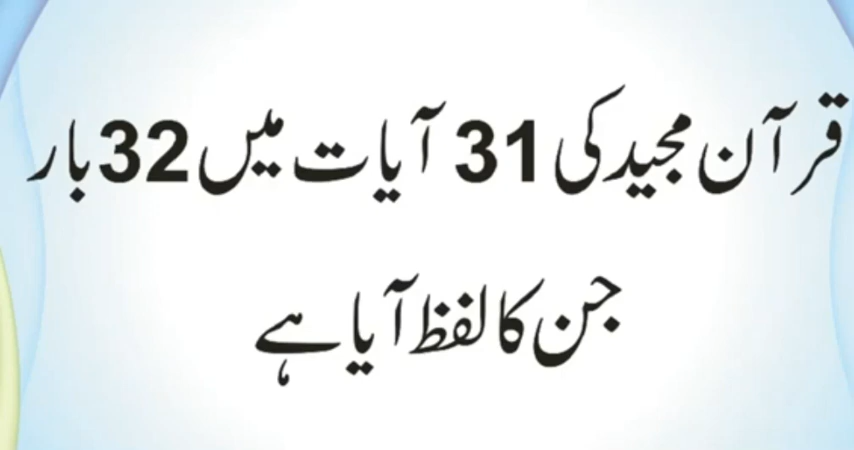 قرآن مجید کی 31 آیات میں 32 بار
جن کا لفظ آیا ہے